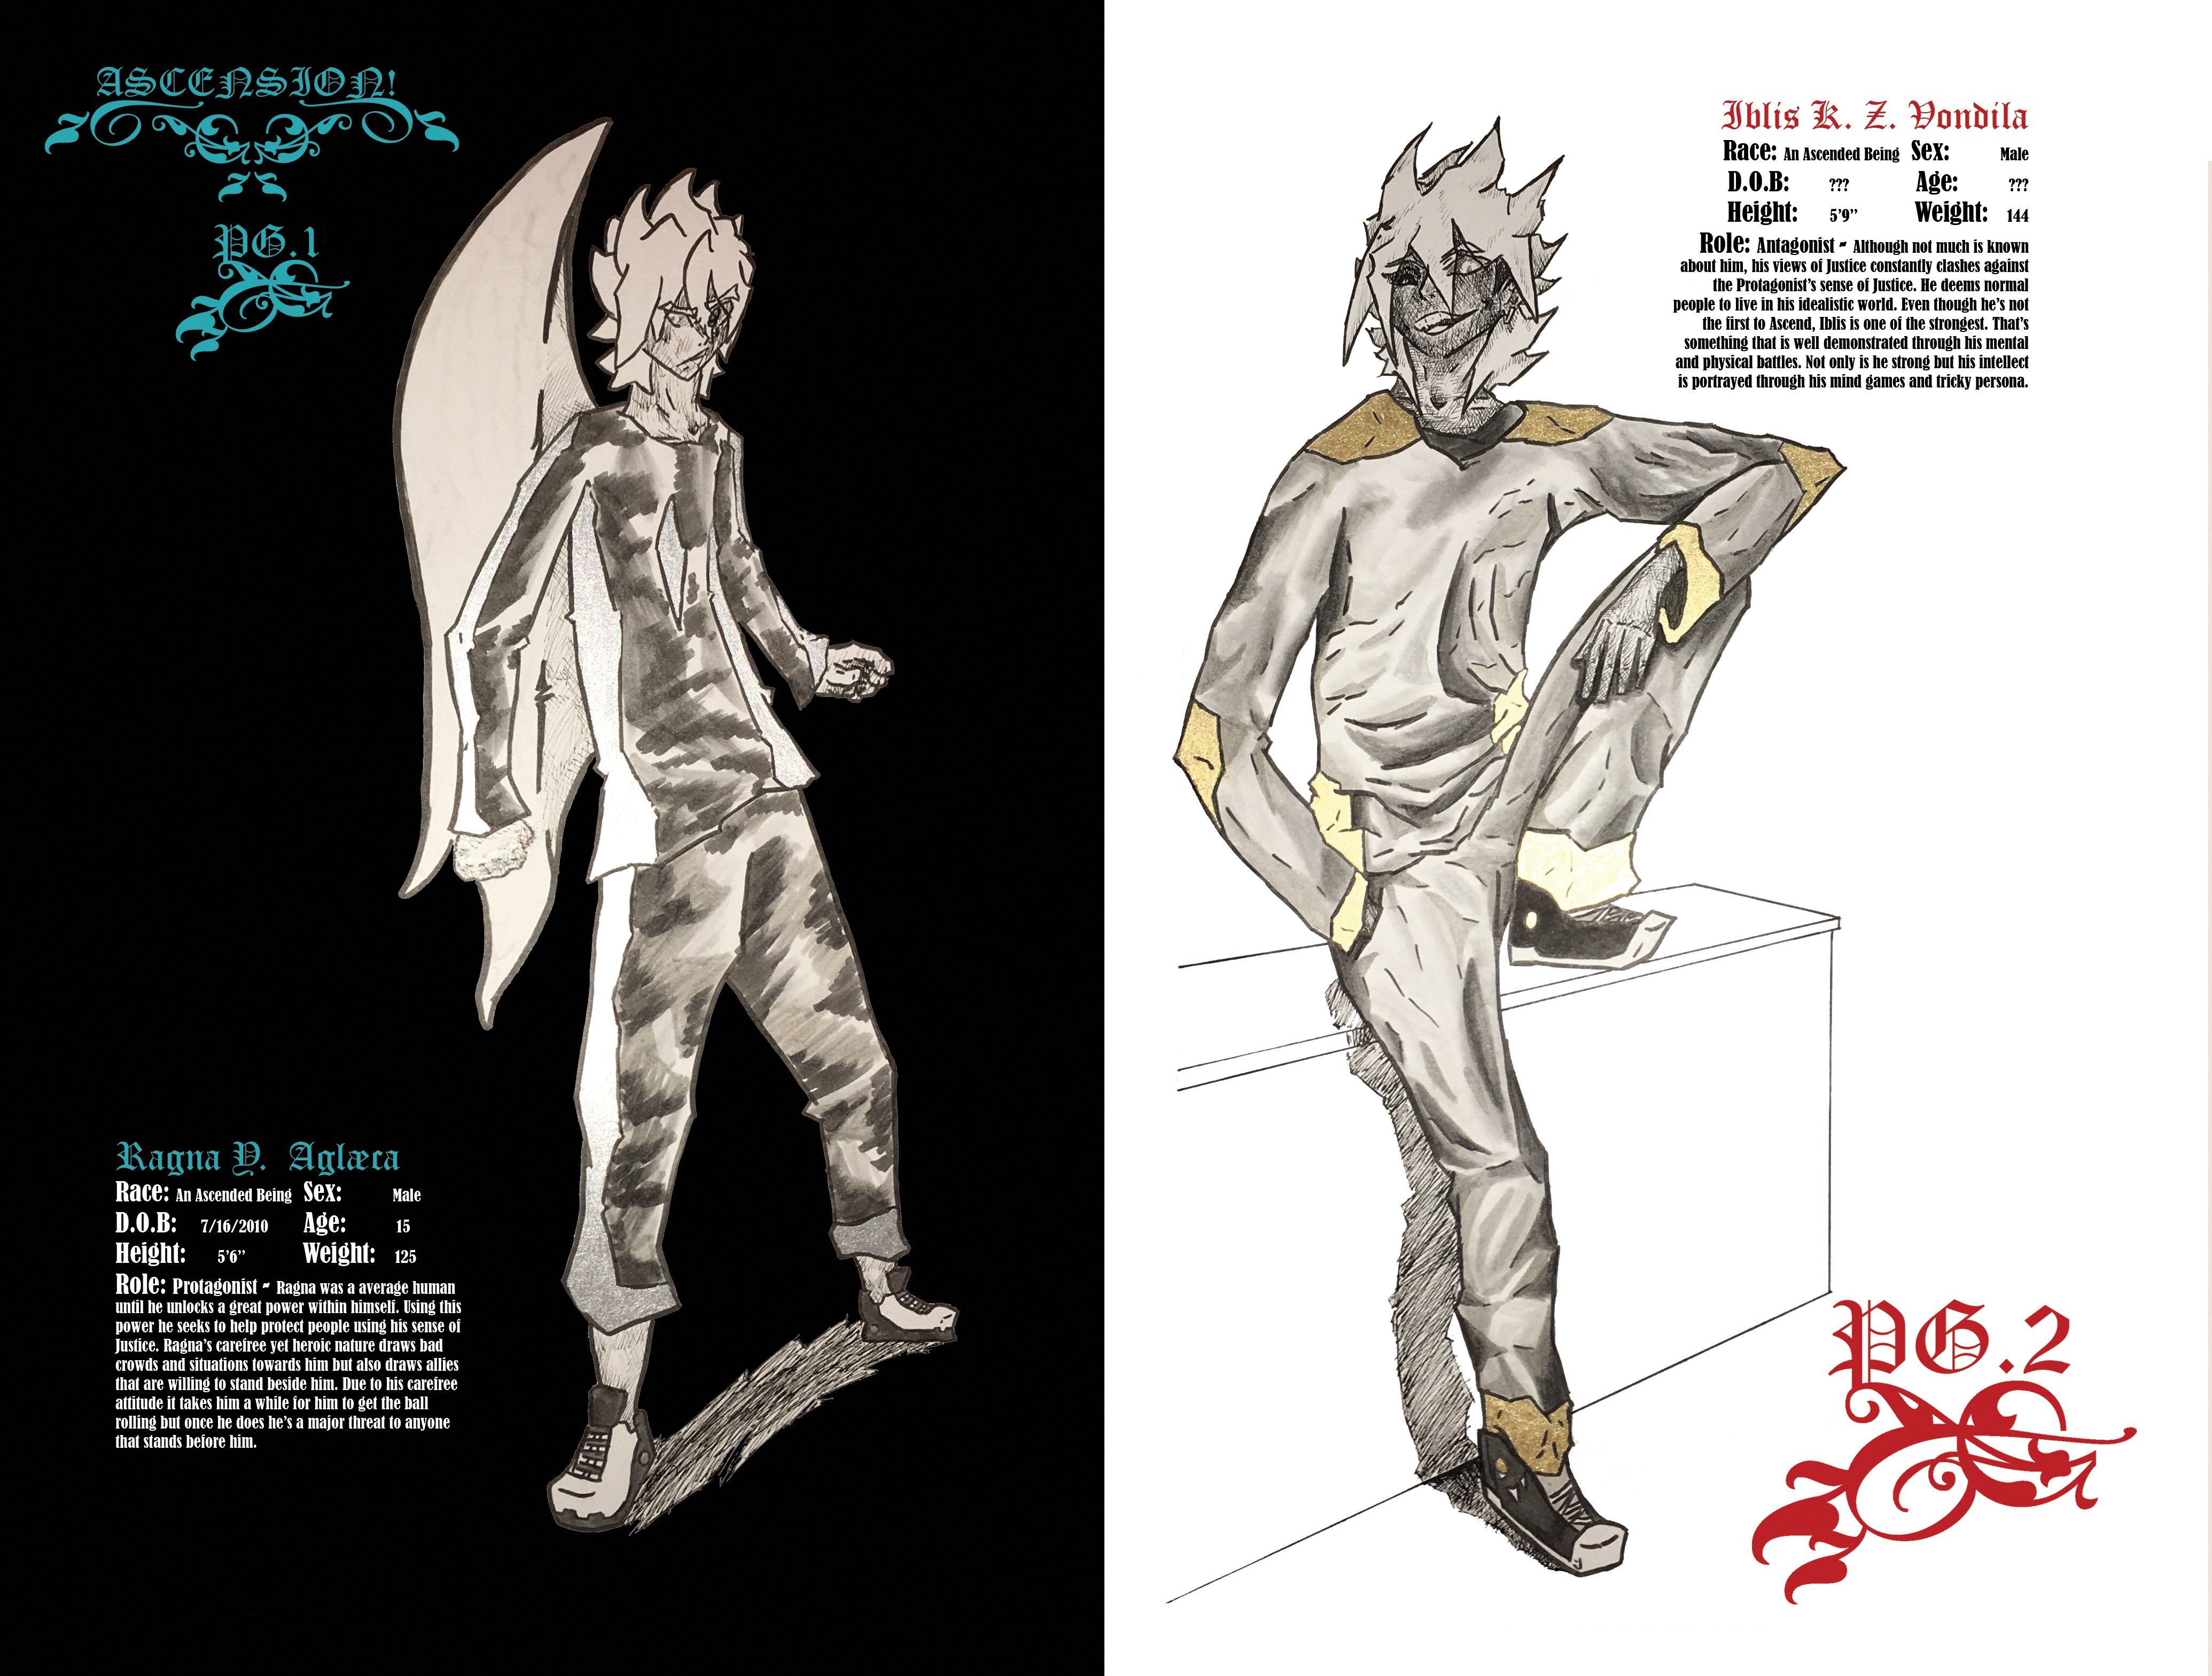 ASCENSION!
PG.1
Ragna Y. Aglæca
Race: An Ascended Being Sex: Male
D.O.B: 7/16/2010 Age: 15
Height: 5'6" Weight: 125
Role: Protagonist ~ Ragna was a average human
until he unlocks a great power within himself. Using this
power he seeks to help protect people using his sense of
Justice. Ragna's carefree yet heroic nature draws bad
crowds and situations towards him but also draws allies
that are willing to stand beside him. Due to his carefree
attitude it takes him a while for him to get the ball
rolling but once he does he's a major threat to anyone
that stands before him.
Iblis K. Z. Vondila
Race: An Ascended Being Sex: Male
D.O.B: ??? Age: ???
Height: 5'9" Weight: 144
Role: Antagonist ~ Although not much is known
about him, his views of Justice constantly clashes against
the Protagonist's sense of Justice. He deems normal
people to live in his idealistic world. Even though he's not
the first to Ascend, Iblis is one of the strongest. That's
something that is well demonstrated through his mental
and physical battles. Not only is he strong but his intellect
is portrayed through his mind games and tricky persona.
PG.2